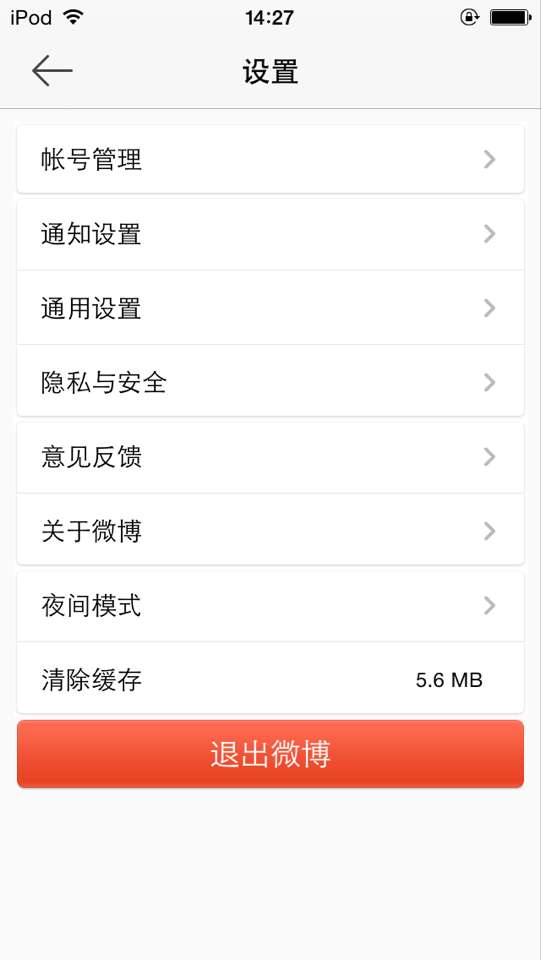 iPod 14:27
设置
帐号管理
通知设置
通用设置
隐私与安全
意见反馈
关于微博
夜间模式
清除缓存 5.6 MB
退出微博